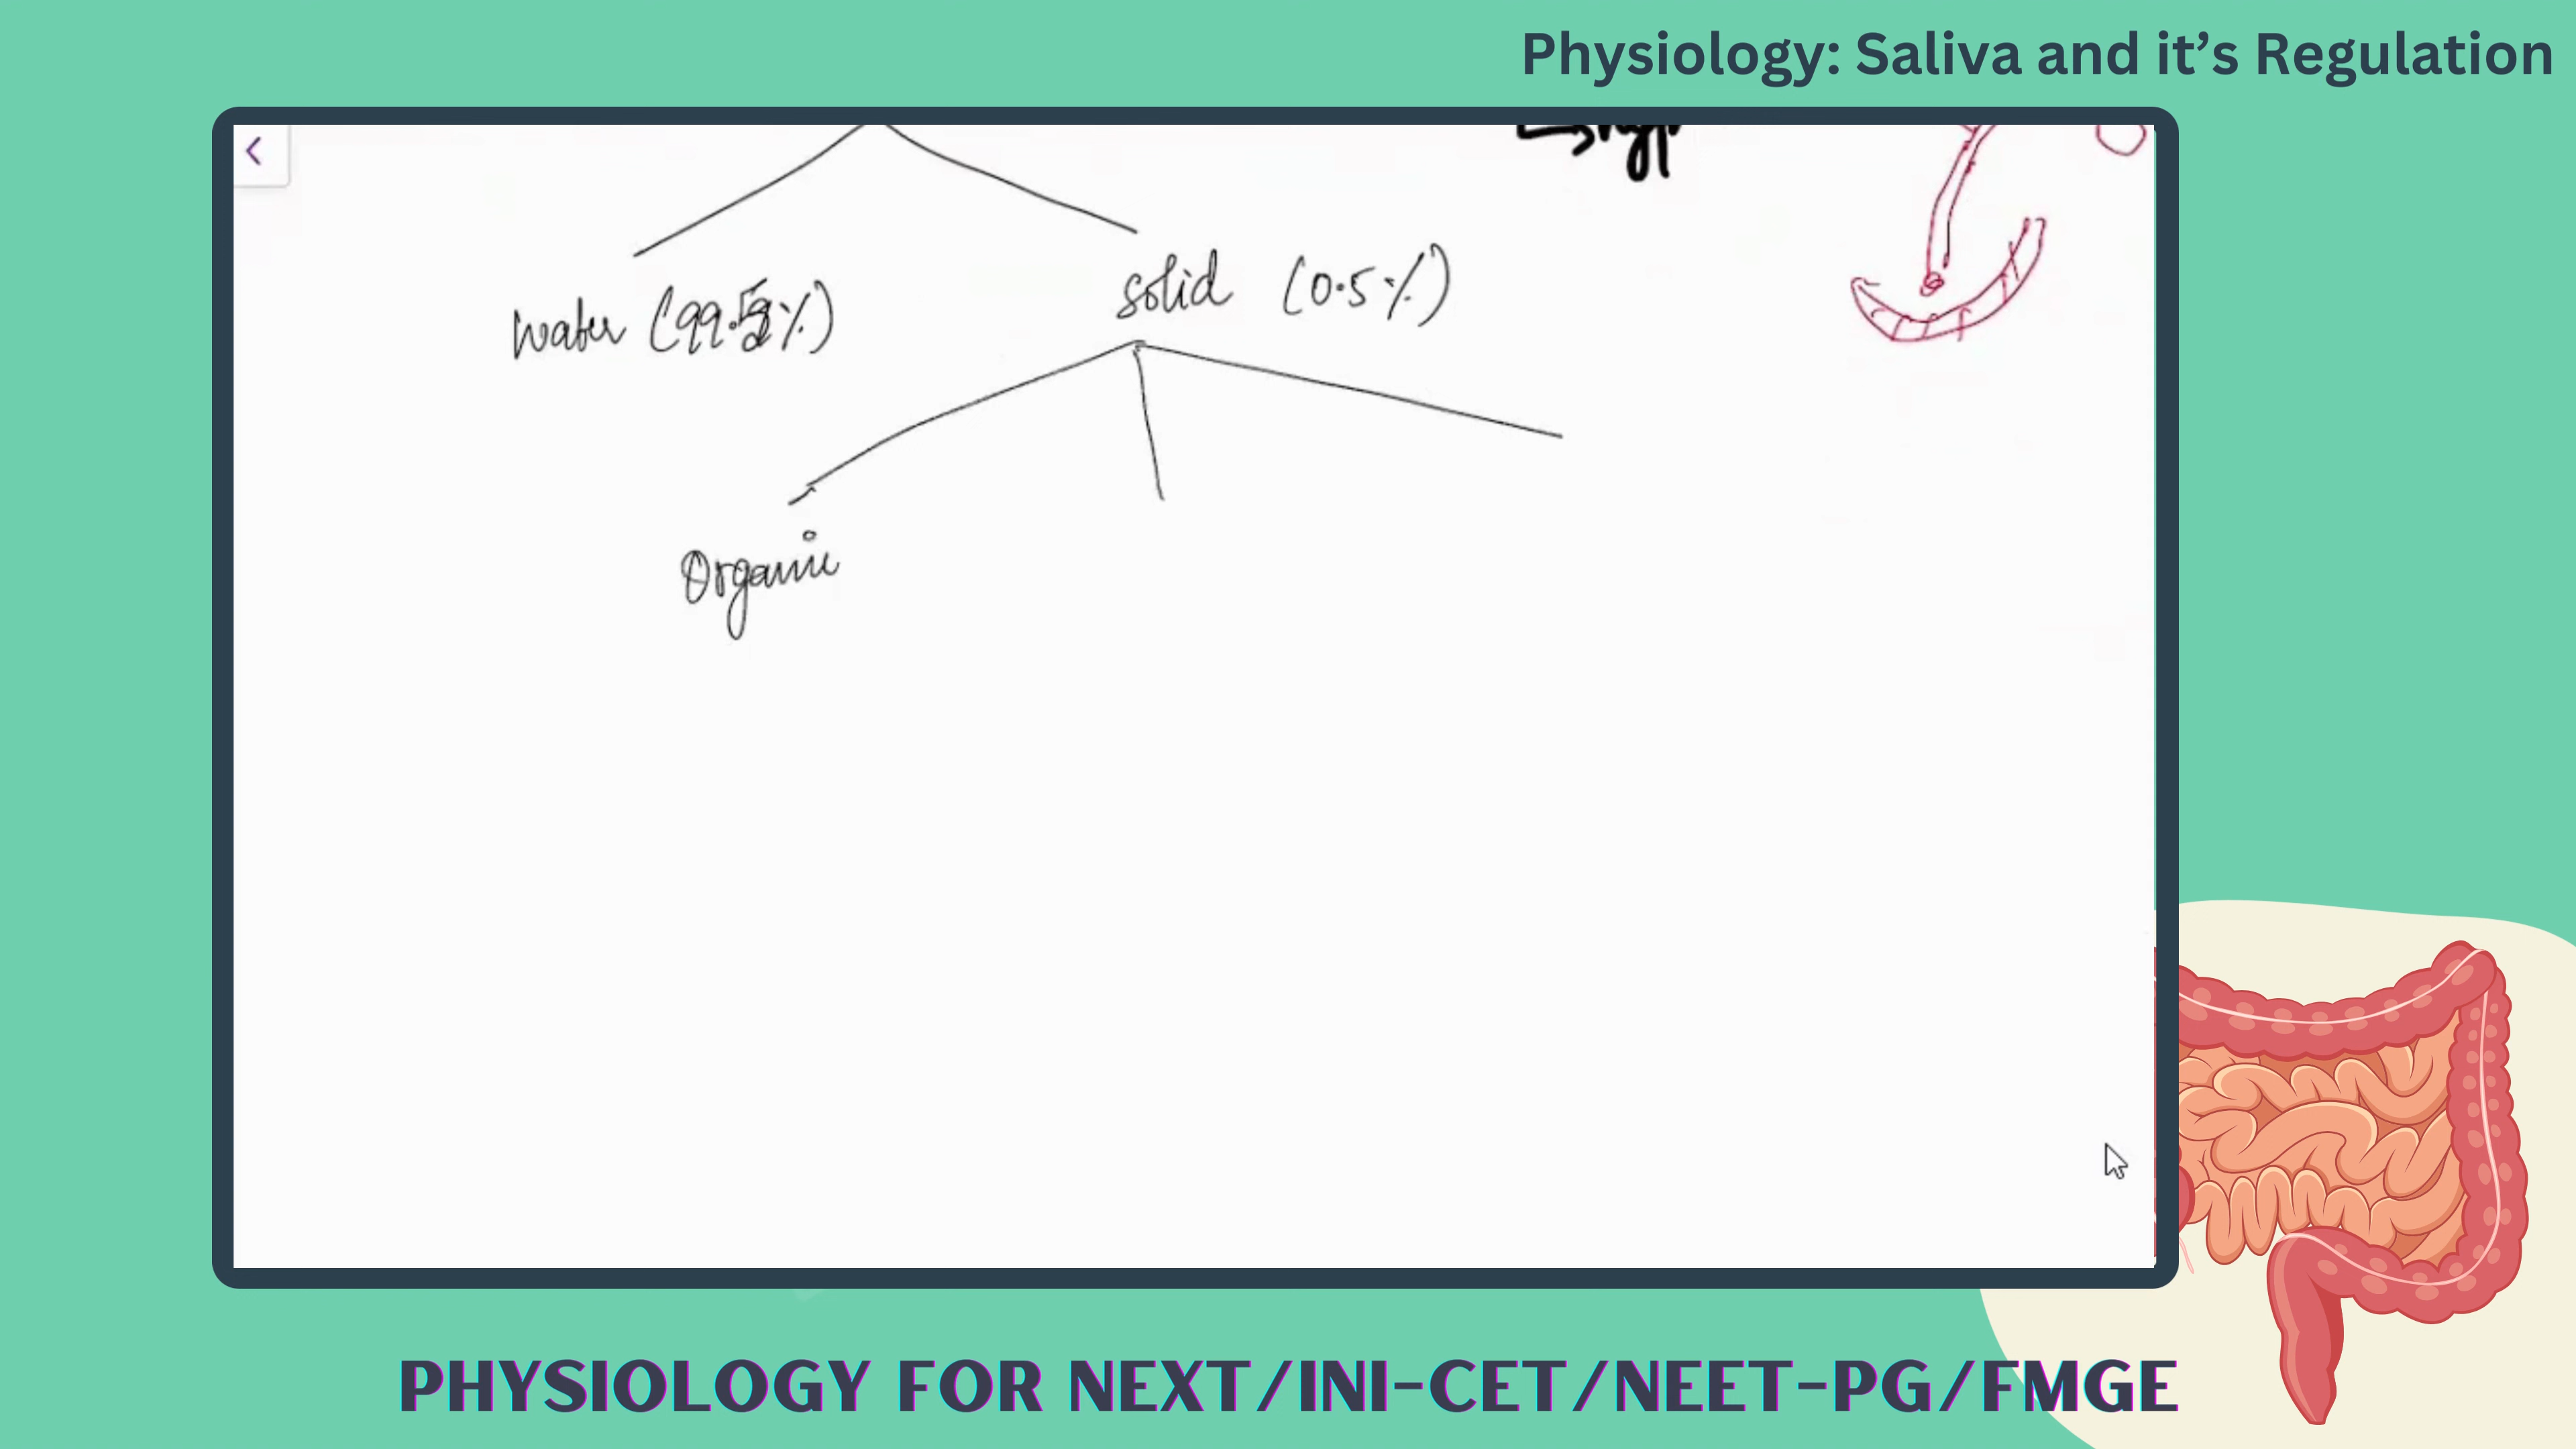 Physiology: Saliva and it’s Regulation
water (99.5%)
solid (0.5%)
Organic
PHYSIOLOGY FOR NEXT/INI-CET/NEET-PG/FMGE